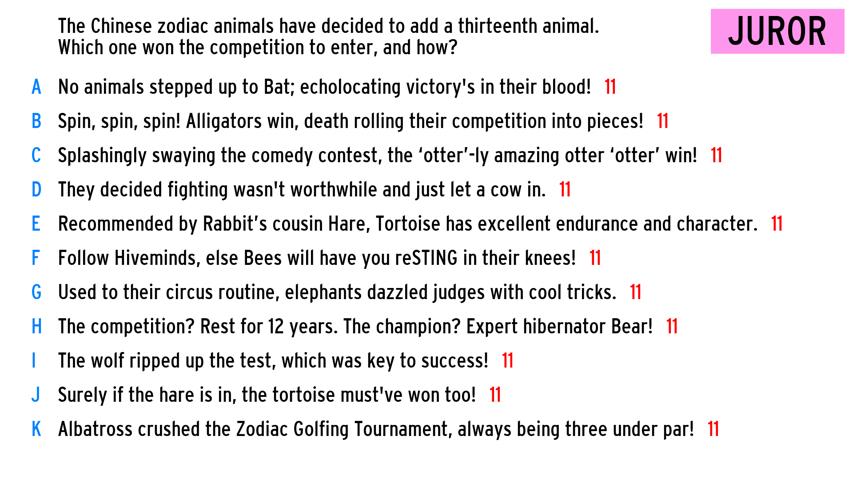 The Chinese zodiac animals have decided to add a thirteenth animal.
Which one won the competition to enter, and how?
JUROR
A No animals stepped up to Bat; echolocating victory's in their blood! 11
B Spin, spin, spin! Alligators win, death rolling their competition into pieces! 11
C Splashingly swaying the comedy contest, the ‘otter’-ly amazing otter ‘otter’ win! 11
D They decided fighting wasn't worthwhile and just let a cow in. 11
E Recommended by Rabbit’s cousin Hare, Tortoise has excellent endurance and character. 11
F Follow Hiveminds, else Bees will have you reSTING in their knees! 11
G Used to their circus routine, elephants dazzled judges with cool tricks. 11
H The competition? Rest for 12 years. The champion? Expert hibernator Bear! 11
I The wolf ripped up the test, which was key to success! 11
J Surely if the hare is in, the tortoise must've won too! 11
K Albatross crushed the Zodiac Golfing Tournament, always being three under par! 11